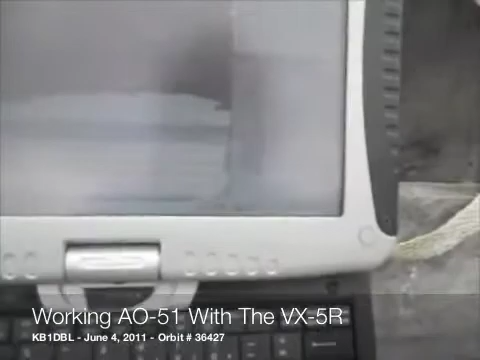 Working AO-51 With The VX-5R
KB1DBL - June 4, 2011 - Orbit # 36427